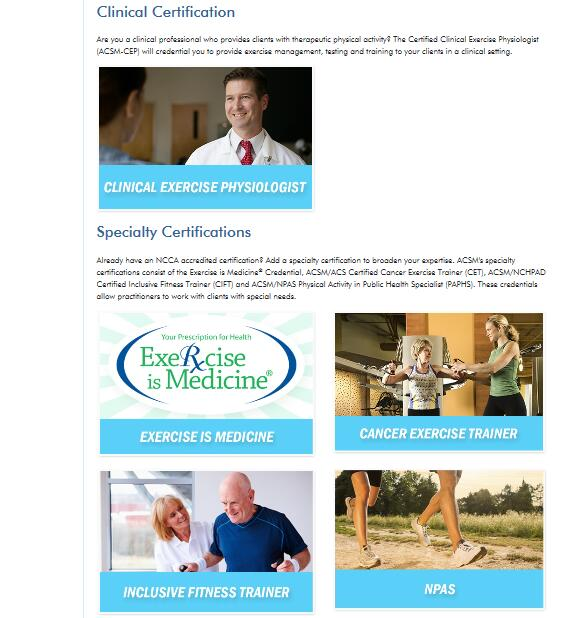 Clinical Certification
Are you a clinical professional who provides clients with therapeutic physical activity? The Certified Clinical Exercise Physiologist
(ACSM-CEP) will credential you to provide exercise management, testing and training to your clients in a clinical setting.
CLINICAL EXERCISE PHYSIOLOGIST
Specialty Certifications
Already have an NCCA accredited certification? Add a specialty certification to broaden your expertise. ACSM's specialty
certifications consist of the Exercise is Medicine® Credential, ACSM/ACS Certified Cancer Exercise Trainer (CET), ACSM/NCHPAD
Certified Inclusive Fitness Trainer (CIFT) and ACSM/NPAS Physical Activity in Public Health Specialist (PAPHS). These credentials
allow practitioners to work with clients with special needs.
Your Prescription for Health
ExeRxcise
is Medicine®
EXERCISE IS MEDICINE
CANCER EXERCISE TRAINER
INCLUSIVE FITNESS TRAINER
NPAS